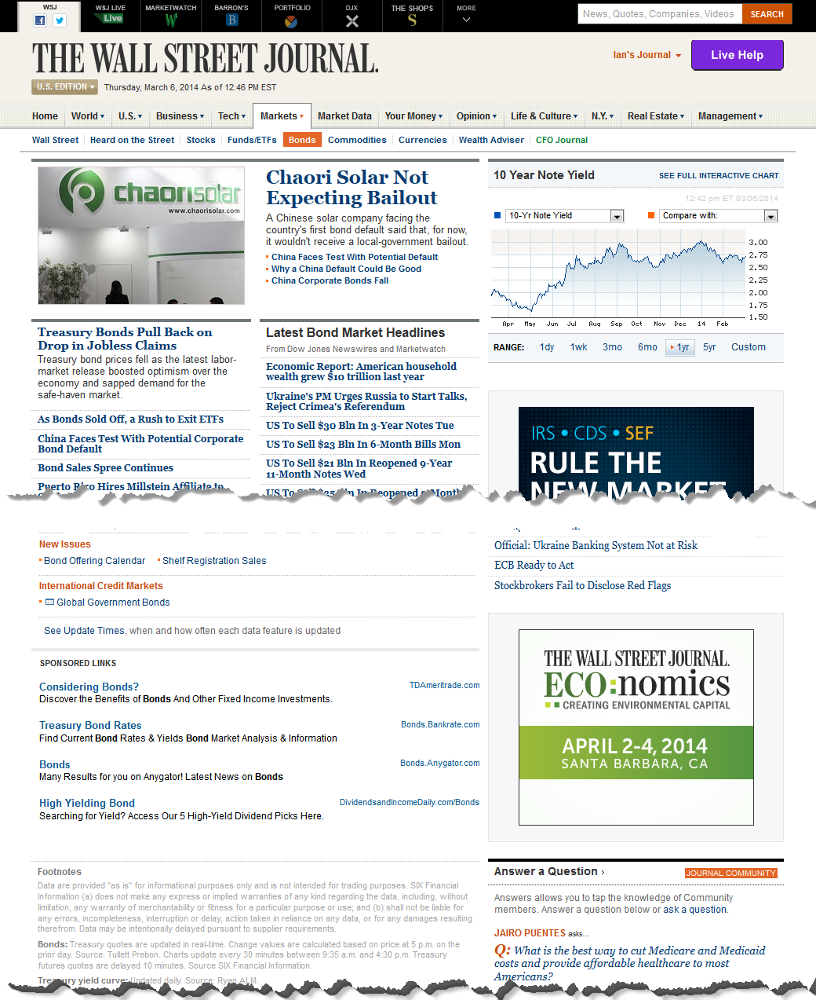 WSJ
WSJ LIVE
Live
MARKETWATCH
W
BARRON'S
B
PORTFOLIO
DJX
THE SHOPS
S
MORE
News, Quotes, Companies, Videos
SEARCH
THE WALL STREET JOURNAL.
Ian's Journal
Live Help
U.S. EDITION
Thursday, March 6, 2014 As of 12:46 PM EST
Home World U.S. Business Tech Markets Market Data Your Money Opinion Life & Culture N.Y. Real Estate Management
Wall Street Heard on the Street Stocks Funds/ETFs Bonds Commodities Currencies Wealth Adviser CFO Journal
chaorisolar
www.chaorisolar.com
Chaori Solar Not
Expecting Bailout
A Chinese solar company facing the
country's first bond default said that, for now,
it wouldn't receive a local-government bailout.
China Faces Test With Potential Default
Why a China Default Could Be Good
China Corporate Bonds Fall
Treasury Bonds Pull Back on
Drop in Jobless Claims
Treasury bond prices fell as the latest labor-
market release boosted optimism over the
economy and sapped demand for the
safe-haven market.
As Bonds Sold Off, a Rush to Exit ETFs
China Faces Test With Potential Corporate
Bond Default
Bond Sales Spree Continues
Puerto Rico Hires Millstein Affiliate to
Latest Bond Market Headlines
From Dow Jones Newswires and Marketwatch
Economic Report: American household
wealth grew $10 trillion last year
Ukraine's PM Urges Russia to Start Talks,
Reject Crimea's Referendum
US To Sell $30 Bln In 3-Year Notes Tue
US To Sell $23 Bln In 6-Month Bills Mon
US To Sell $21 Bln In Reopened 9-Year
11-Month Notes Wed
US To Sell $25 Bln In Reopened 3-Month
10 Year Note Yield
SEE FULL INTERACTIVE CHART
12:42 pm ET 03/06/2014
10-Yr Note Yield
Compare with:
3.00
2.75
2.50
2.25
2.00
1.75
1.50
Apr May Jun Jul Aug Sep Oct Nov Dec 14 Feb
RANGE: 1dy 1wk 3mo 6mo 1yr 5yr Custom
IRS • CDS • SEF
RULE THE
NEW MARKET
New Issues
Bond Offering Calendar Shelf Registration Sales
International Credit Markets
Global Government Bonds
See Update Times, when and how often each data feature is updated
SPONSORED LINKS
Considering Bonds?
TDAmeritrade.com
Discover the Benefits of Bonds And Other Fixed Income Investments.
Treasury Bond Rates
Bonds.Bankrate.com
Find Current Bond Rates & Yields Bond Market Analysis & Information
Bonds
Bonds.Anygator.com
Many Results for you on Anygator! Latest News on Bonds
High Yielding Bond
DividendsandIncomeDaily.com/Bonds
Searching for Yield? Access Our 5 High-Yield Dividend Picks Here.
Official: Ukraine Banking System Not at Risk
ECB Ready to Act
Stockbrokers Fail to Disclose Red Flags
THE WALL STREET JOURNAL.
ECO:nomics
CREATING ENVIRONMENTAL CAPITAL
APRIL 2-4, 2014
SANTA BARBARA, CA
Footnotes
Data are provided "as is" for informational purposes only and is not intended for trading purposes. SIX Financial
Information (a) does not make any express or implied warranties of any kind regarding the data, including, without
limitation, any warranty of merchantability or fitness for a particular purpose or use; and (b) shall not be liable for
any errors, incompleteness, interruption or delay, action taken in reliance on any data, or for any damages resulting
therefrom. Data may be intentionally delayed pursuant to supplier requirements.
Bonds: Treasury quotes are updated in real-time. Change values are calculated based on price at 5 p.m. on the
prior day. Source: Tullett Prebon. Charts update every 30 minutes between 9:35 a.m. and 4:30 p.m. Treasury
futures quotes are delayed 10 minutes. Source SIX Financial Information.
Treasury yield curve: Updated daily. Source: Ryan ALM.
Answer a Question ›
JOURNAL COMMUNITY
Answers allows you to tap the knowledge of Community
members. Answer a question below or ask a question.
JAIRO PUENTES asks...
Q: What is the best way to cut Medicare and Medicaid
costs and provide affordable healthcare to most
Americans?